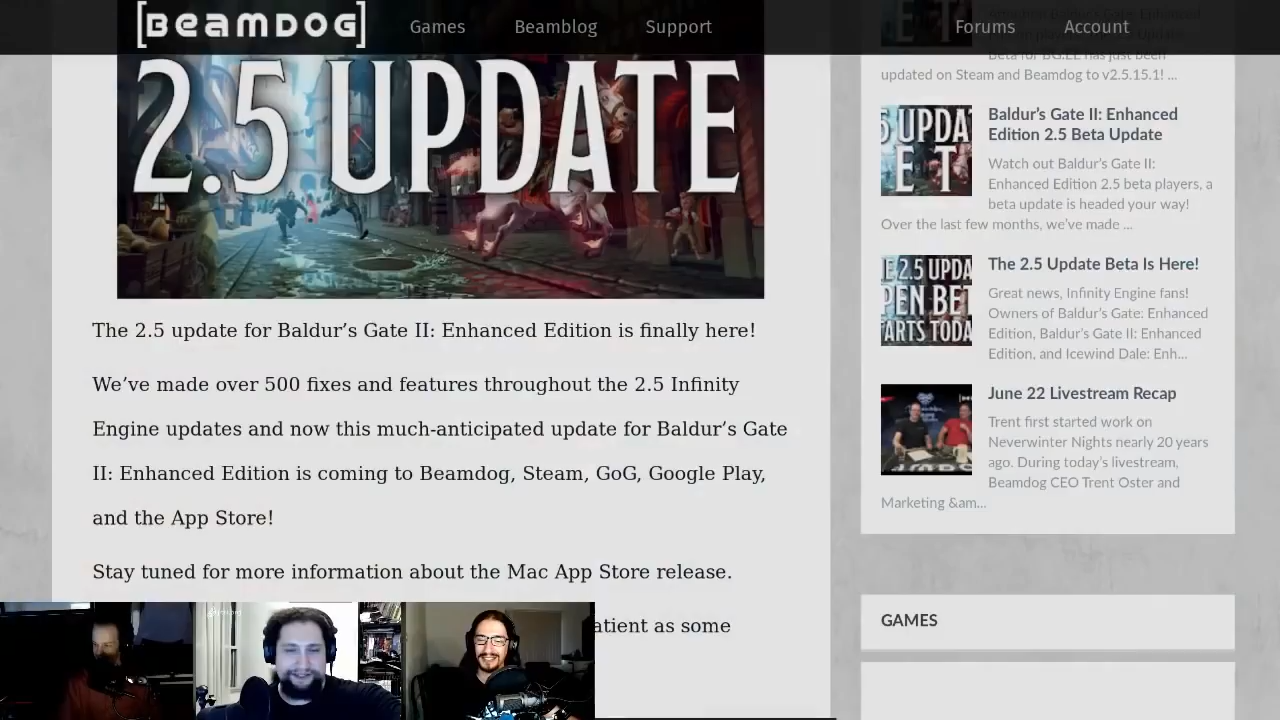 [BEAMDOG]
Games
Beamblog
Support
Forums
Account
2.5 UPDATE
The 2.5 update for Baldur’s Gate II: Enhanced Edition is finally here!
We’ve made over 500 fixes and features throughout the 2.5 Infinity
Engine updates and now this much-anticipated update for Baldur’s Gate
II: Enhanced Edition is coming to Beamdog, Steam, GoG, Google Play,
and the App Store!
Stay tuned for more information about the Mac App Store release.
atient as some
Beta for BG:EE has just been
updated on Steam and Beamdog to v2.5.15.1! ...
5 UPDA
E T
Baldur’s Gate II: Enhanced
Edition 2.5 Beta Update
Watch out Baldur’s Gate II:
Enhanced Edition 2.5 beta players, a
beta update is headed your way!
Over the last few months, we’ve made ...
E 2.5 UPDA
PEN BET
ARTS TODA
The 2.5 Update Beta Is Here!
Great news, Infinity Engine fans!
Owners of Baldur’s Gate: Enhanced
Edition, Baldur’s Gate II: Enhanced
Edition, and Icewind Dale: Enh...
June 22 Livestream Recap
Trent first started work on
Neverwinter Nights nearly 20 years
ago. During today’s livestream,
Beamdog CEO Trent Oster and
Marketing &am...
GAMES